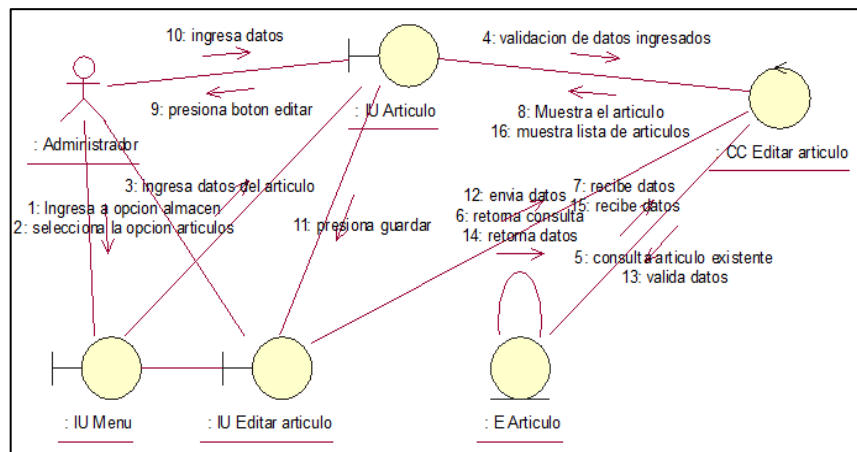 10: ingresa datos
4: validacion de datos ingresados
9: presiona boton editar
: IU Articulo
8: Muestra el articulo
16: muestra lista de articulos
: Administrador
: CC Editar articulo
3: Ingresa datos del articulo
1: Ingresa a opcion almacen
2: selecciona la opcion articulos
11: presiona guardar
12: envia datos
7: recibe datos
6: retorna consulta
15: recibe datos
14: retorna datos
5: consulta articulo existente
13: valida datos
: IU Menu
: IU Editar articulo
: E Articulo